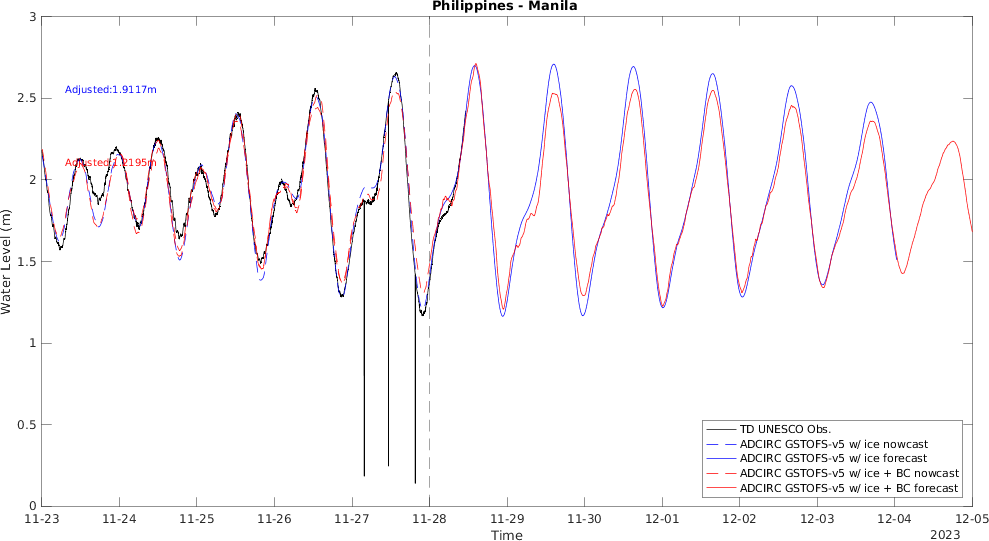 Philippines - Manila
3
2.5
2
1.5
1
0.5
0
Water Level (m)
Adjusted:1.9117m
Adjusted:1.2195m
TD UNESCO Obs.
ADCIRC GSTOFS-v5 w/ ice nowcast
ADCIRC GSTOFS-v5 w/ ice forecast
ADCIRC GSTOFS-v5 w/ ice + BC nowcast
ADCIRC GSTOFS-v5 w/ ice + BC forecast
11-23 11-24 11-25 11-26 11-27 11-28 11-29 11-30 12-01 12-02 12-03 12-04 12-05
Time
2023